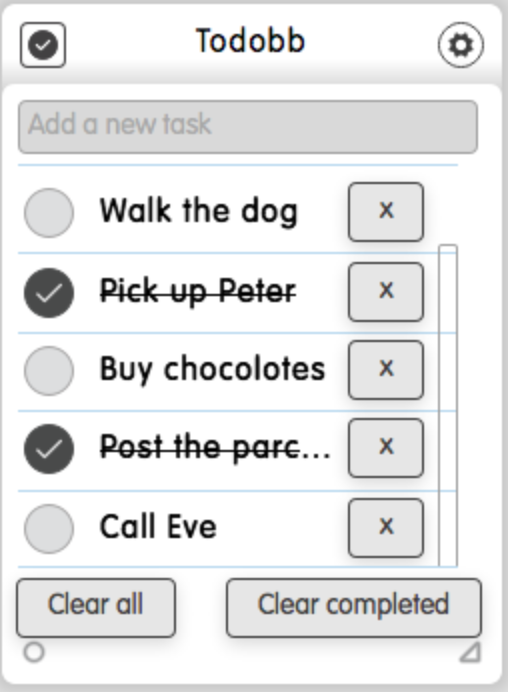 Todobb
Add a new task
Walk the dog x
Pick up Peter x
Buy chocolotes x
Post the parc... x
Call Eve x
Clear all Clear completed